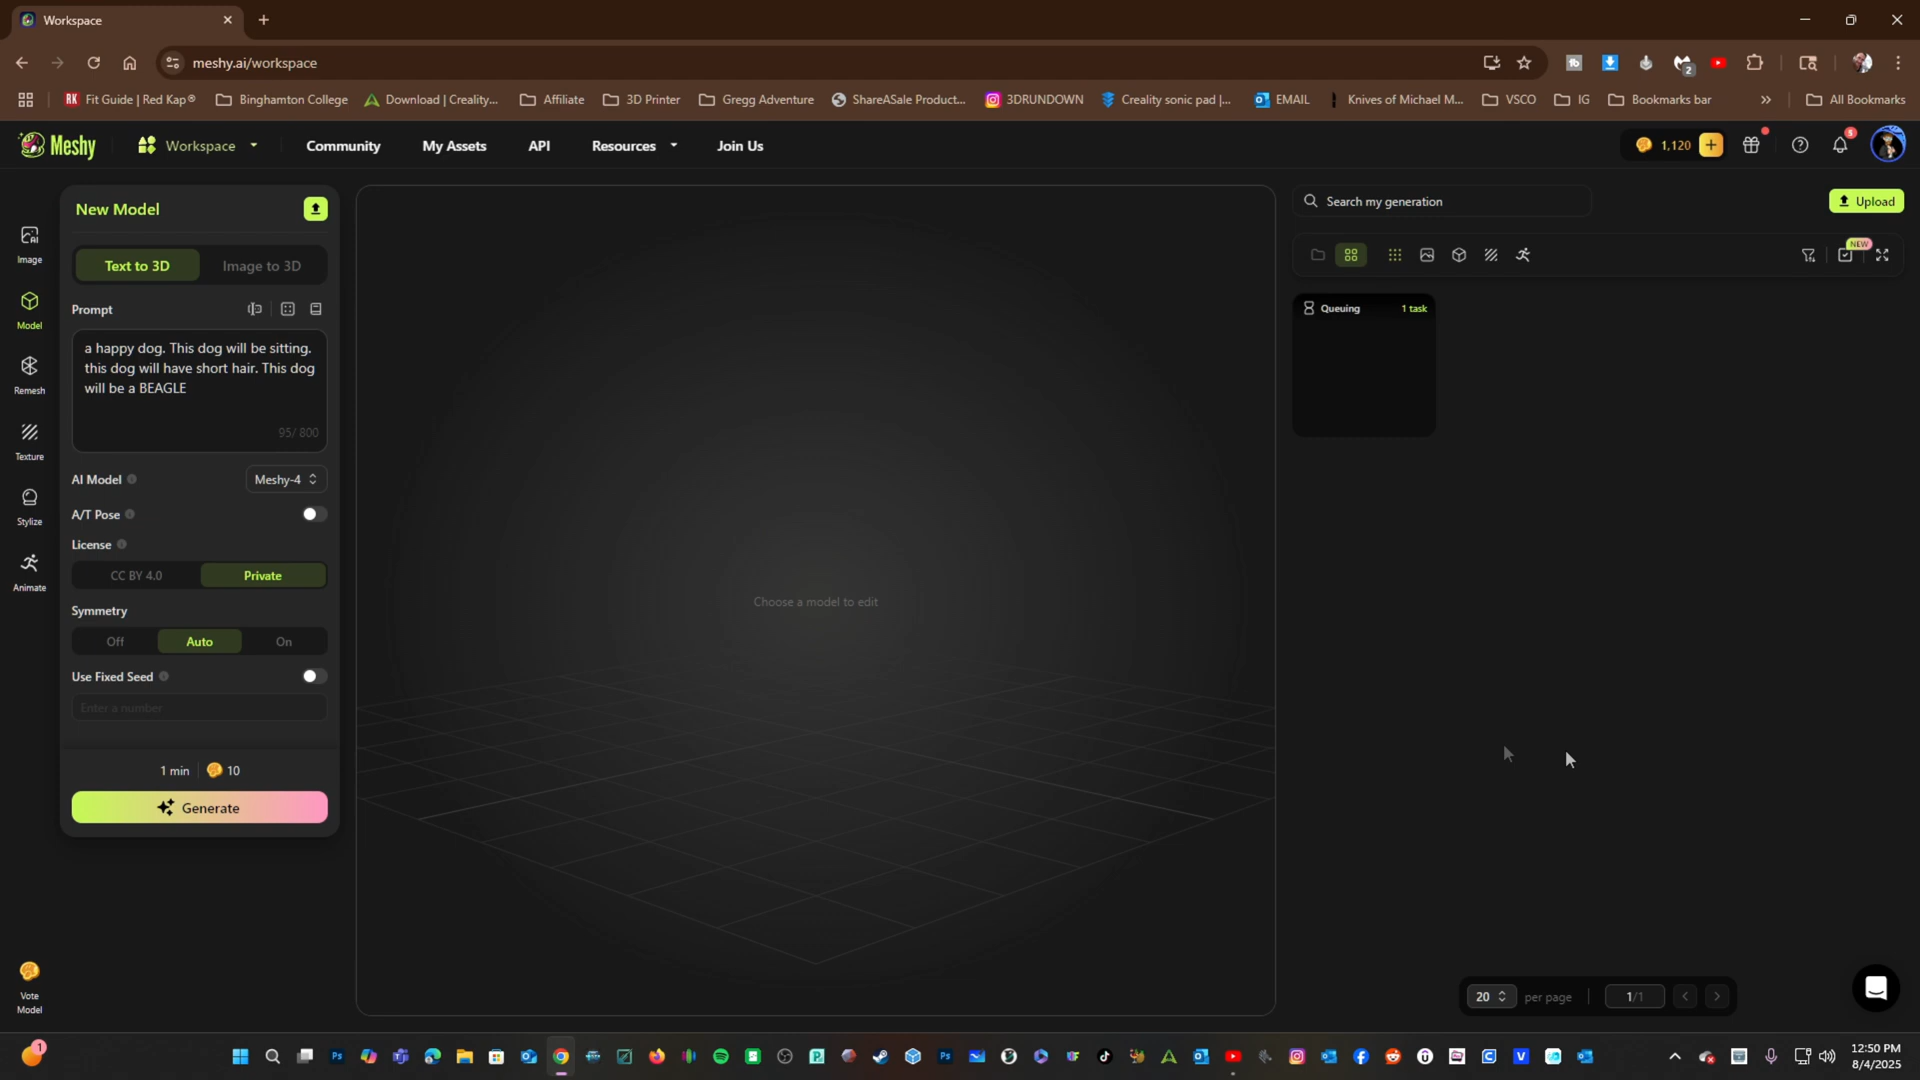 Workspace
meshy.ai/workspace
2
RK Fit Guide | Red Kap®
Binghamton College
Download | Creality...
Affiliate
3D Printer
Gregg Adventure
ShareASale Product...
3DRUNDOWN
Creality sonic pad |...
EMAIL
Knives of Michael M...
VSCO
IG
Bookmarks bar
»
All Bookmarks
Meshy
Workspace
Community
My Assets
API
Resources
Join Us
1,120
3
New Model
Search my generation
Upload
Text to 3D
Image to 3D
NEW
Image
Model
Remesh
Texture
Stylize
Animate
Prompt
a happy dog. This dog will be sitting.
this dog will have short hair. This dog
will be a BEAGLE
95/ 800
Queuing
1 task
AI Model
Meshy-4
A/T Pose
License
CC BY 4.0
Private
Symmetry
Off
Auto
On
Use Fixed Seed
Enter a number
Choose a model to edit
1 min
10
Generate
Vote
Model
20
per page
1/1
1
12:50 PM
8/4/2025